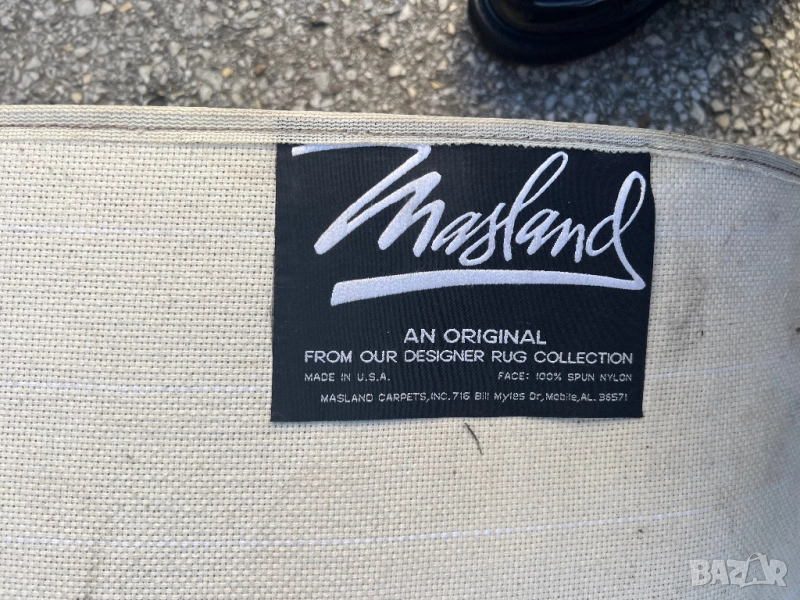 Masland
AN ORIGINAL
FROM OUR DESIGNER RUG COLLECTION
MADE IN U.S.A. FACE: 100% SPUN NYLON
MASLAND CARPETS, INC. 716 Bill Myles Dr, Mobile, AL. 36571
BAZAR